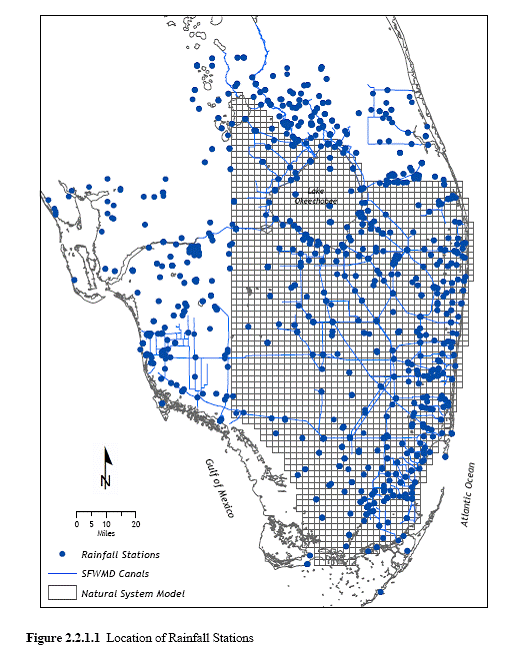 Lake
Okeechobee
Gulf of Mexico
Atlantic Ocean
N
0 5 10 20
Miles
Rainfall Stations
SFWMD Canals
Natural System Model
Figure 2.2.1.1 Location of Rainfall Stations